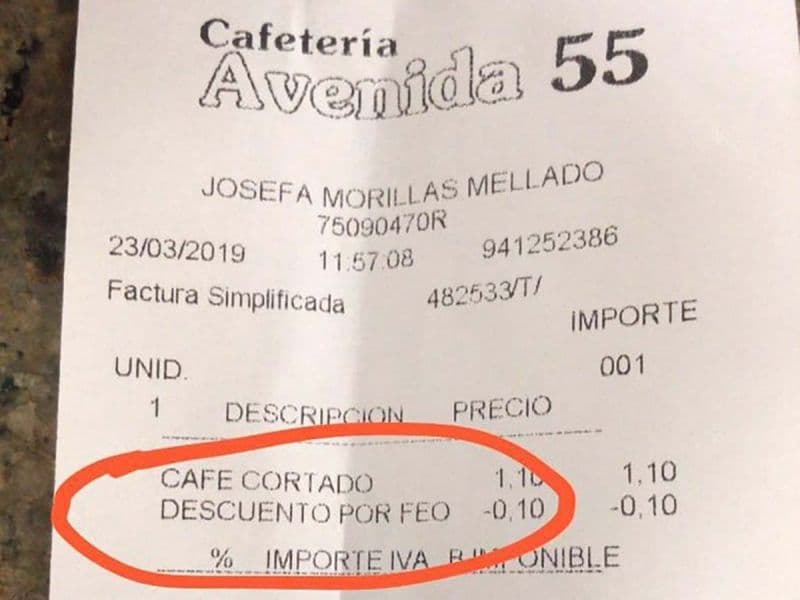 Cafetería
Avenida 55
JOSEFA MORILLAS MELLADO
75090470R
23/03/2019 11:57:08 941252386
Factura Simplificada 482533/T/
IMPORTE
UNID. 001
1 DESCRIPCION PRECIO
CAFE CORTADO 1,10 1,10
DESCUENTO POR FEO -0,10 -0,10
% IMPORTE IVA B.IMPONIBLE